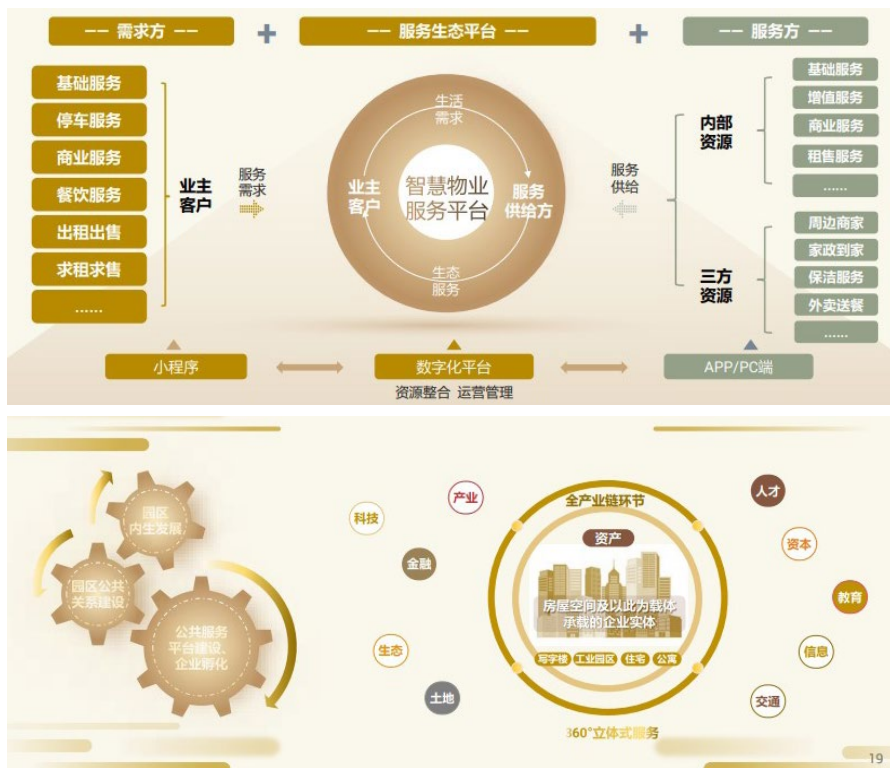 —— 需求方 ——
+
—— 服务生态平台 ——
+
—— 服务方 ——
基础服务
停车服务
商业服务
餐饮服务
出租出售
求租求售
......
业主
客户
服务
需求
生活
需求
业主
客户
智慧物业
服务平台
服务
供给方
生态
服务
服务
供给
内部
资源
基础服务
增值服务
商业服务
租售服务
......
三方
资源
周边商家
家政到家
保洁服务
外卖送餐
......
小程序
数字化平台
APP/PC端
资源整合 运营管理
园区
内生发展
园区公共
关系建设
公共服务
平台建设、
企业孵化
科技
产业
金融
生态
土地
全产业链环节
资产
房屋空间及以此为载体
承载的企业实体
写字楼 工业园区 住宅 公寓
360°立体式服务
人才
资本
教育
信息
交通
19